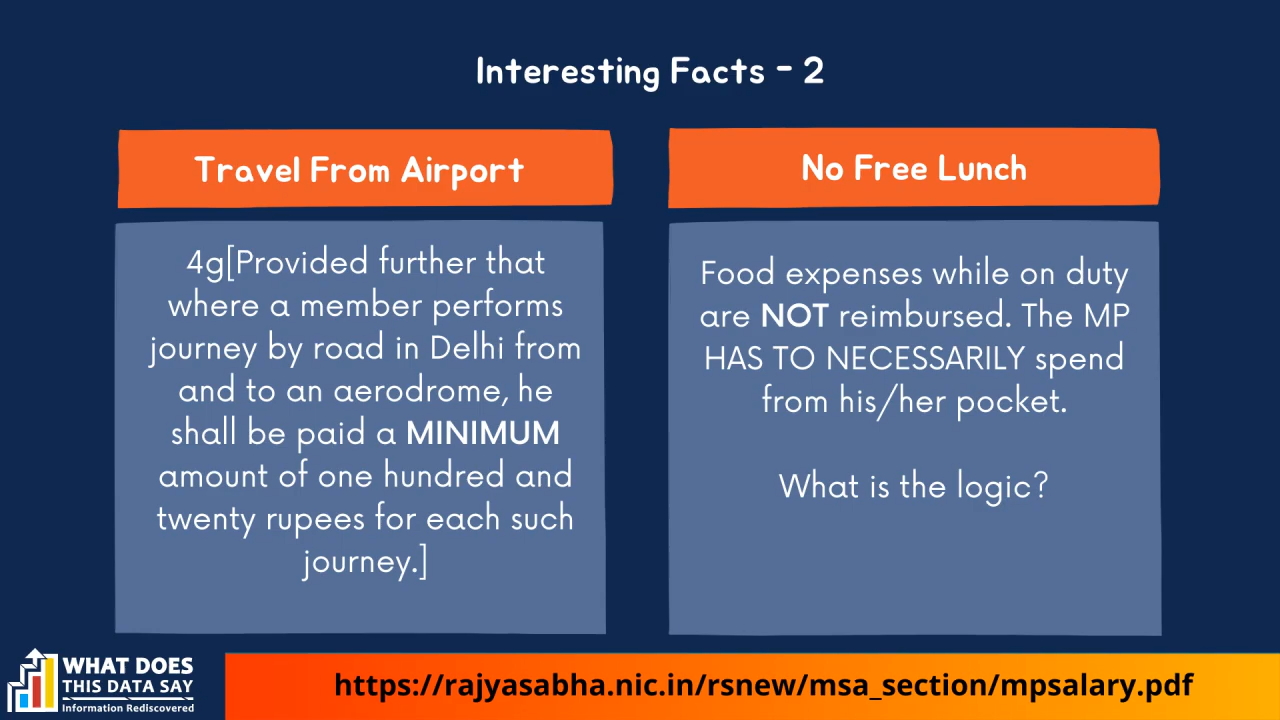 Interesting Facts - 2
Travel From Airport
4g[Provided further that
where a member performs
journey by road in Delhi from
and to an aerodrome, he
shall be paid a MINIMUM
amount of one hundred and
twenty rupees for each such
journey.]
No Free Lunch
Food expenses while on duty
are NOT reimbursed. The MP
HAS TO NECESSARILY spend
from his/her pocket.
What is the logic?
WHAT DOES
THIS DATA SAY
Information Rediscovered
https://rajyasabha.nic.in/rsnew/msa_section/mpsalary.pdf